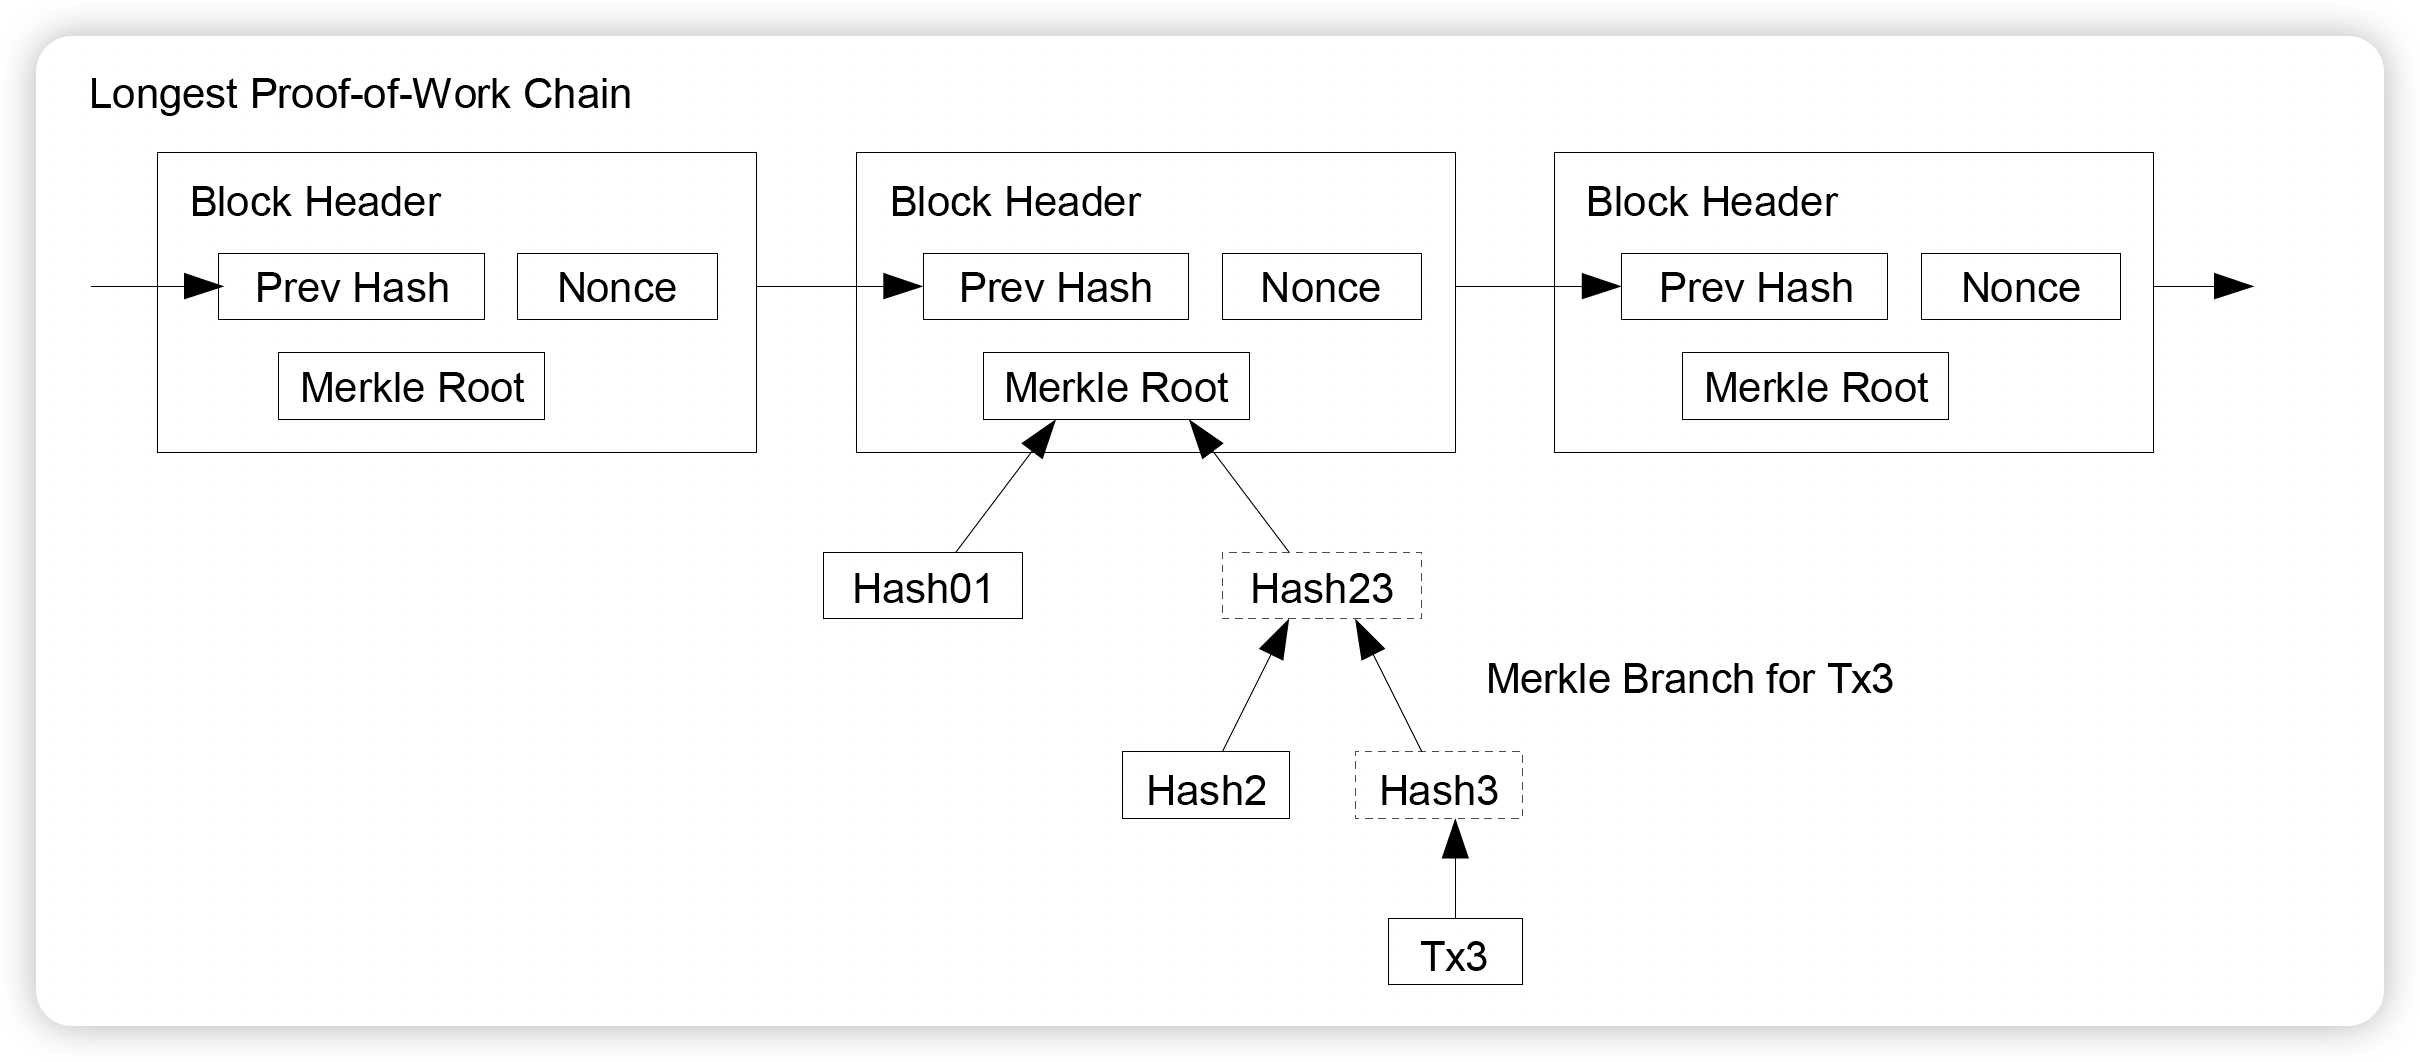 Longest Proof-of-Work Chain
Block Header
Block Header
Block Header
Prev Hash
Nonce
Prev Hash
Nonce
Prev Hash
Nonce
Merkle Root
Merkle Root
Merkle Root
Hash01
Hash23
Merkle Branch for Tx3
Hash2
Hash3
Tx3